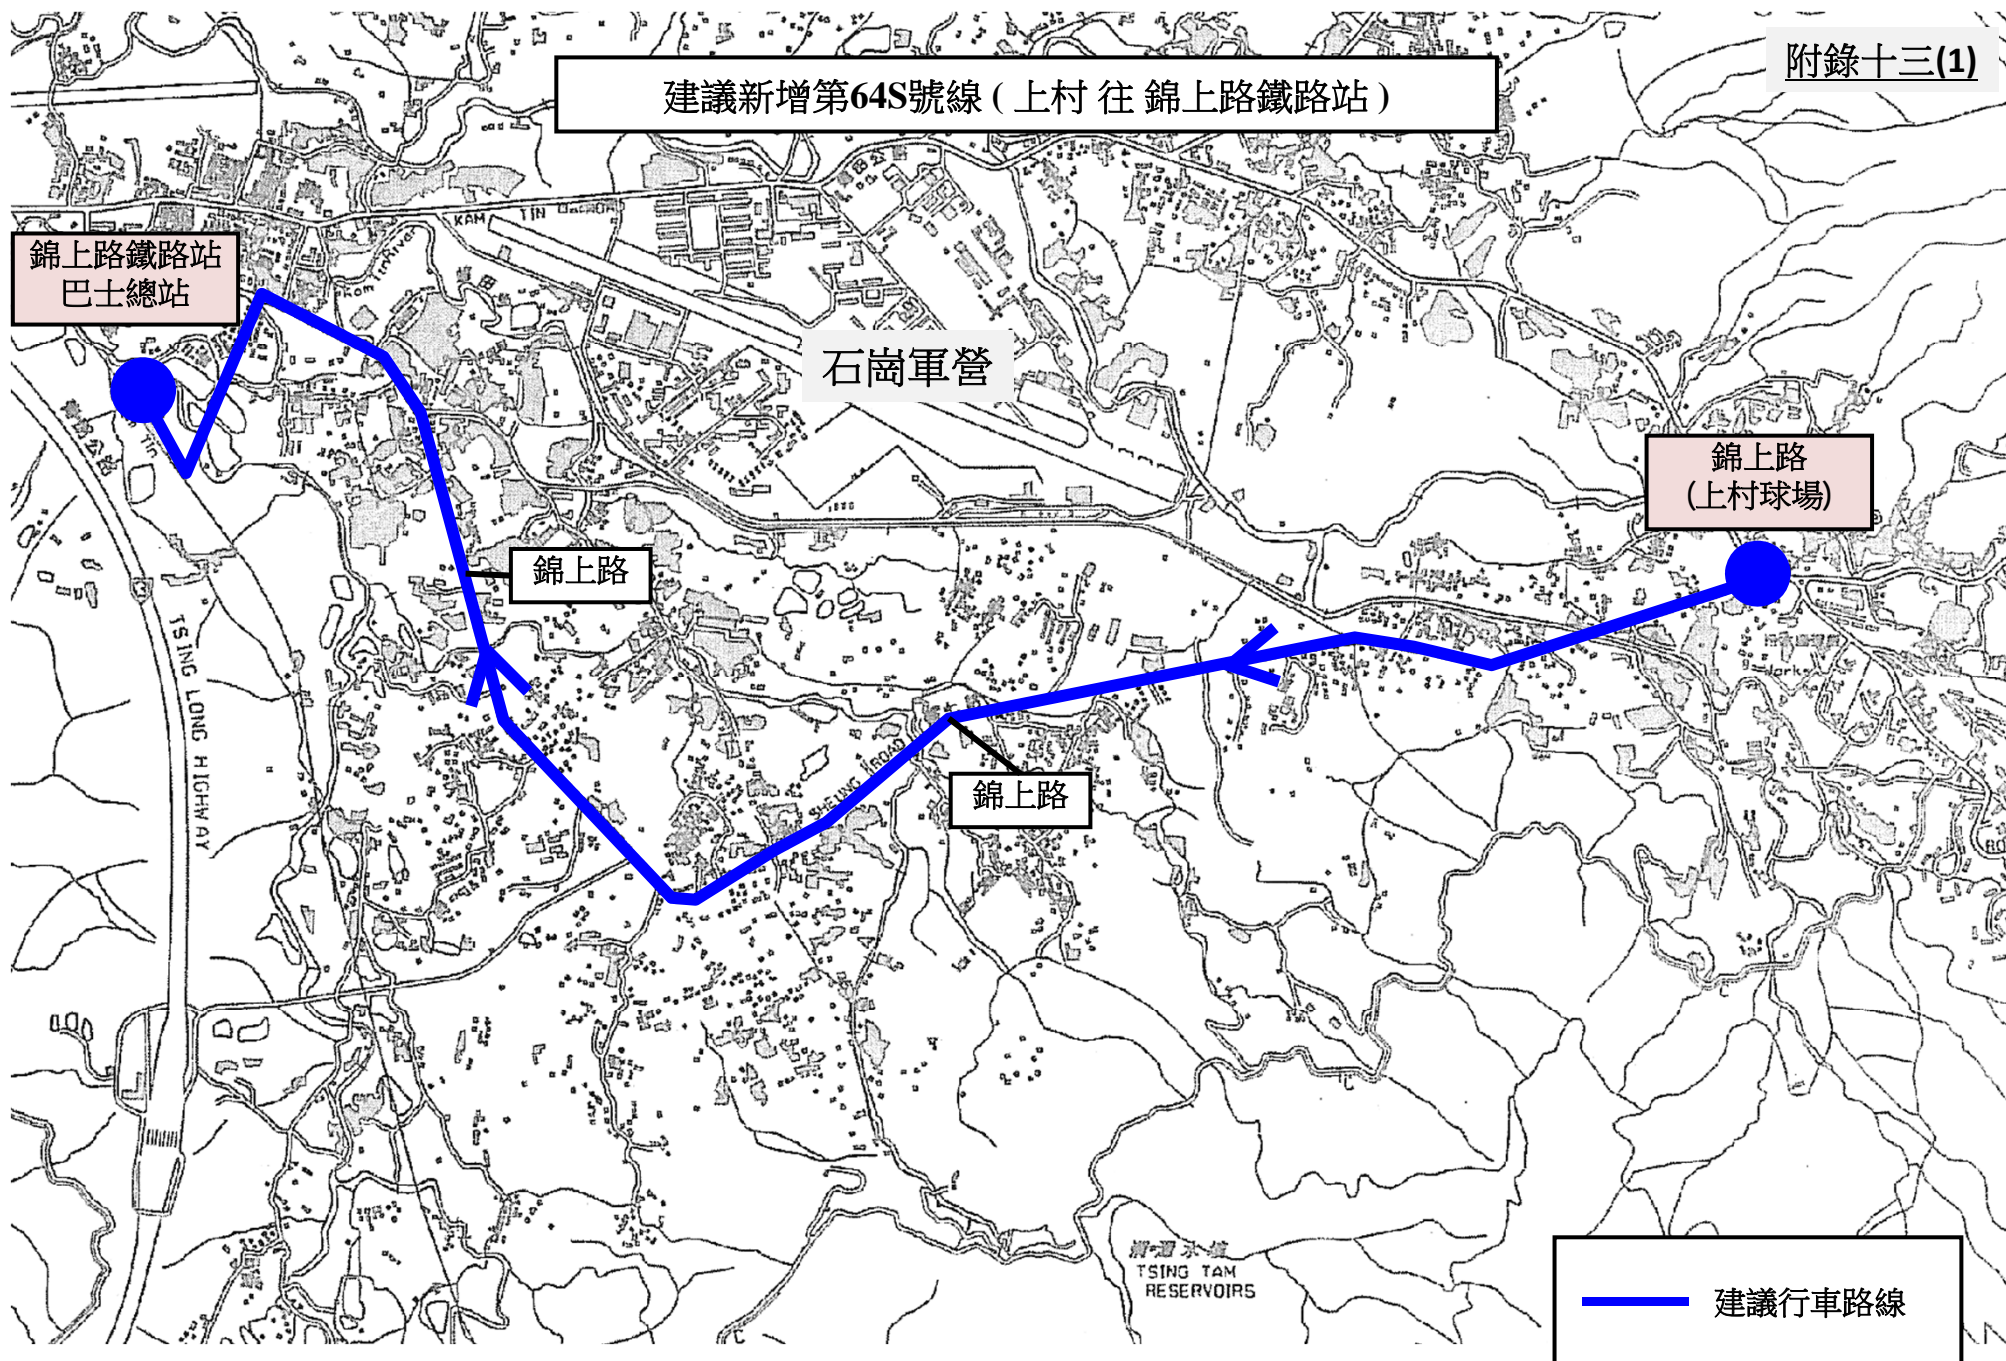 附錄十三(1)
建議新增第64S號線 ( 上村 往 錦上路鐵路站 )
KAM TIN
錦上路鐵路站
巴士總站
石崗軍營
錦上路
(上村球場)
錦上路
TSING LONG HIGHWAY
SHEUNG ROAD
錦上路
TSING TAM
RESERVOIRS
建議行車路線